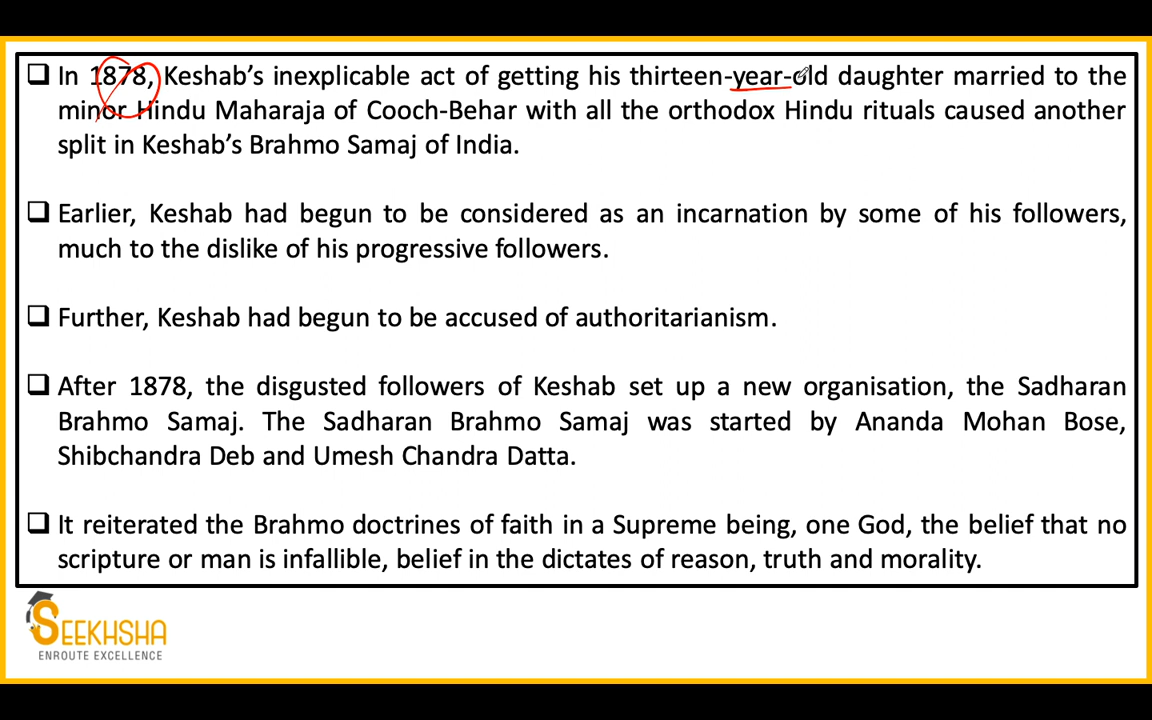 ❑ In 1878, Keshab’s inexplicable act of getting his thirteen-year-old daughter married to the
minor Hindu Maharaja of Cooch-Behar with all the orthodox Hindu rituals caused another
split in Keshab’s Brahmo Samaj of India.
❑ Earlier, Keshab had begun to be considered as an incarnation by some of his followers,
much to the dislike of his progressive followers.
❑ Further, Keshab had begun to be accused of authoritarianism.
❑ After 1878, the disgusted followers of Keshab set up a new organisation, the Sadharan
Brahmo Samaj. The Sadharan Brahmo Samaj was started by Ananda Mohan Bose,
Shibchandra Deb and Umesh Chandra Datta.
❑ It reiterated the Brahmo doctrines of faith in a Supreme being, one God, the belief that no
scripture or man is infallible, belief in the dictates of reason, truth and morality.
SEEKHSHA
ENROUTE EXCELLENCE